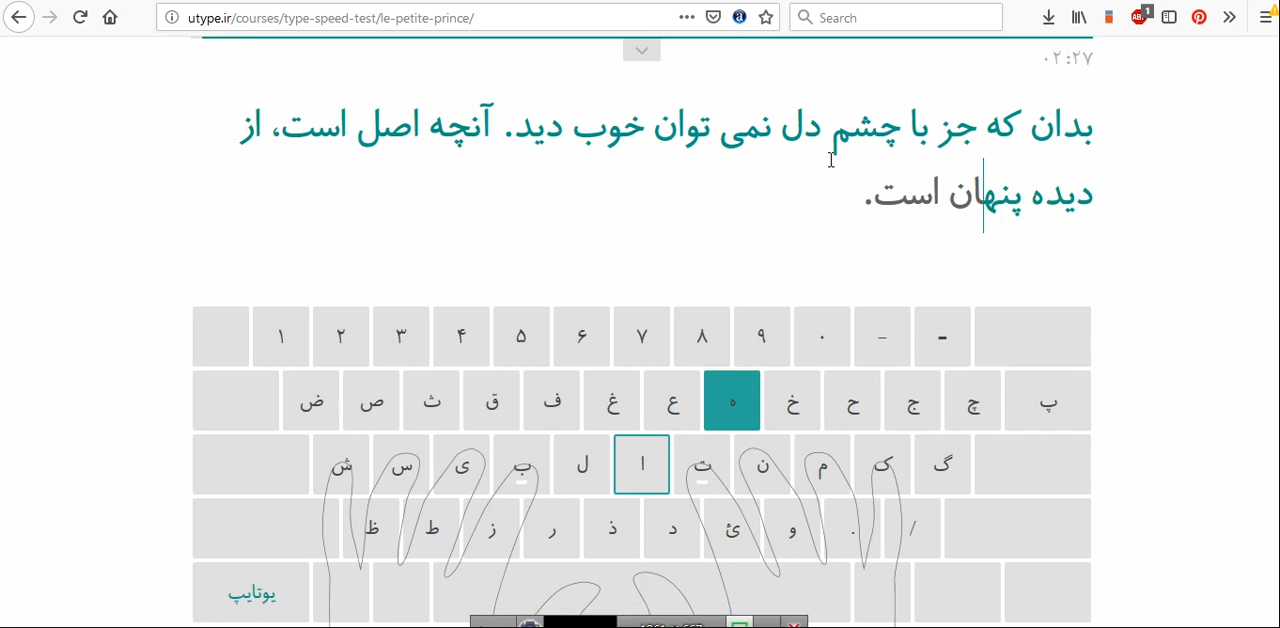 utype.ir/courses/type-speed-test/le-petite-prince/
Search
ABP 1
۰۲:۲۷
بدان که جز با چشم دل نمی توان خوب دید. آنچه اصل است، از
دیده پنهان است.
۱ ۲ ۳ ۴ ۵ ۶ ۷ ۸ ۹ ۰ - -
ض ص ث ق ف غ ع ه خ ح ج چ پ
ش س ی ب ل ا ت ن م ک گ
ظ ط ز ر ذ د ئ و . /
یوتایپ